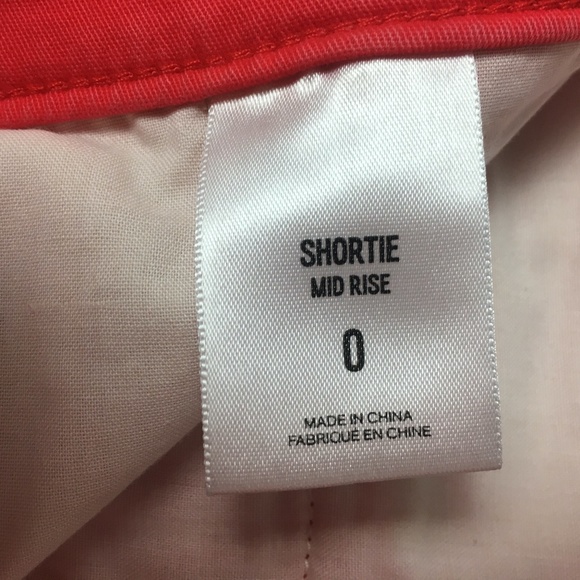 SHORTIE
MID RISE
0
MADE IN CHINA
FABRIQUÉ EN CHINE